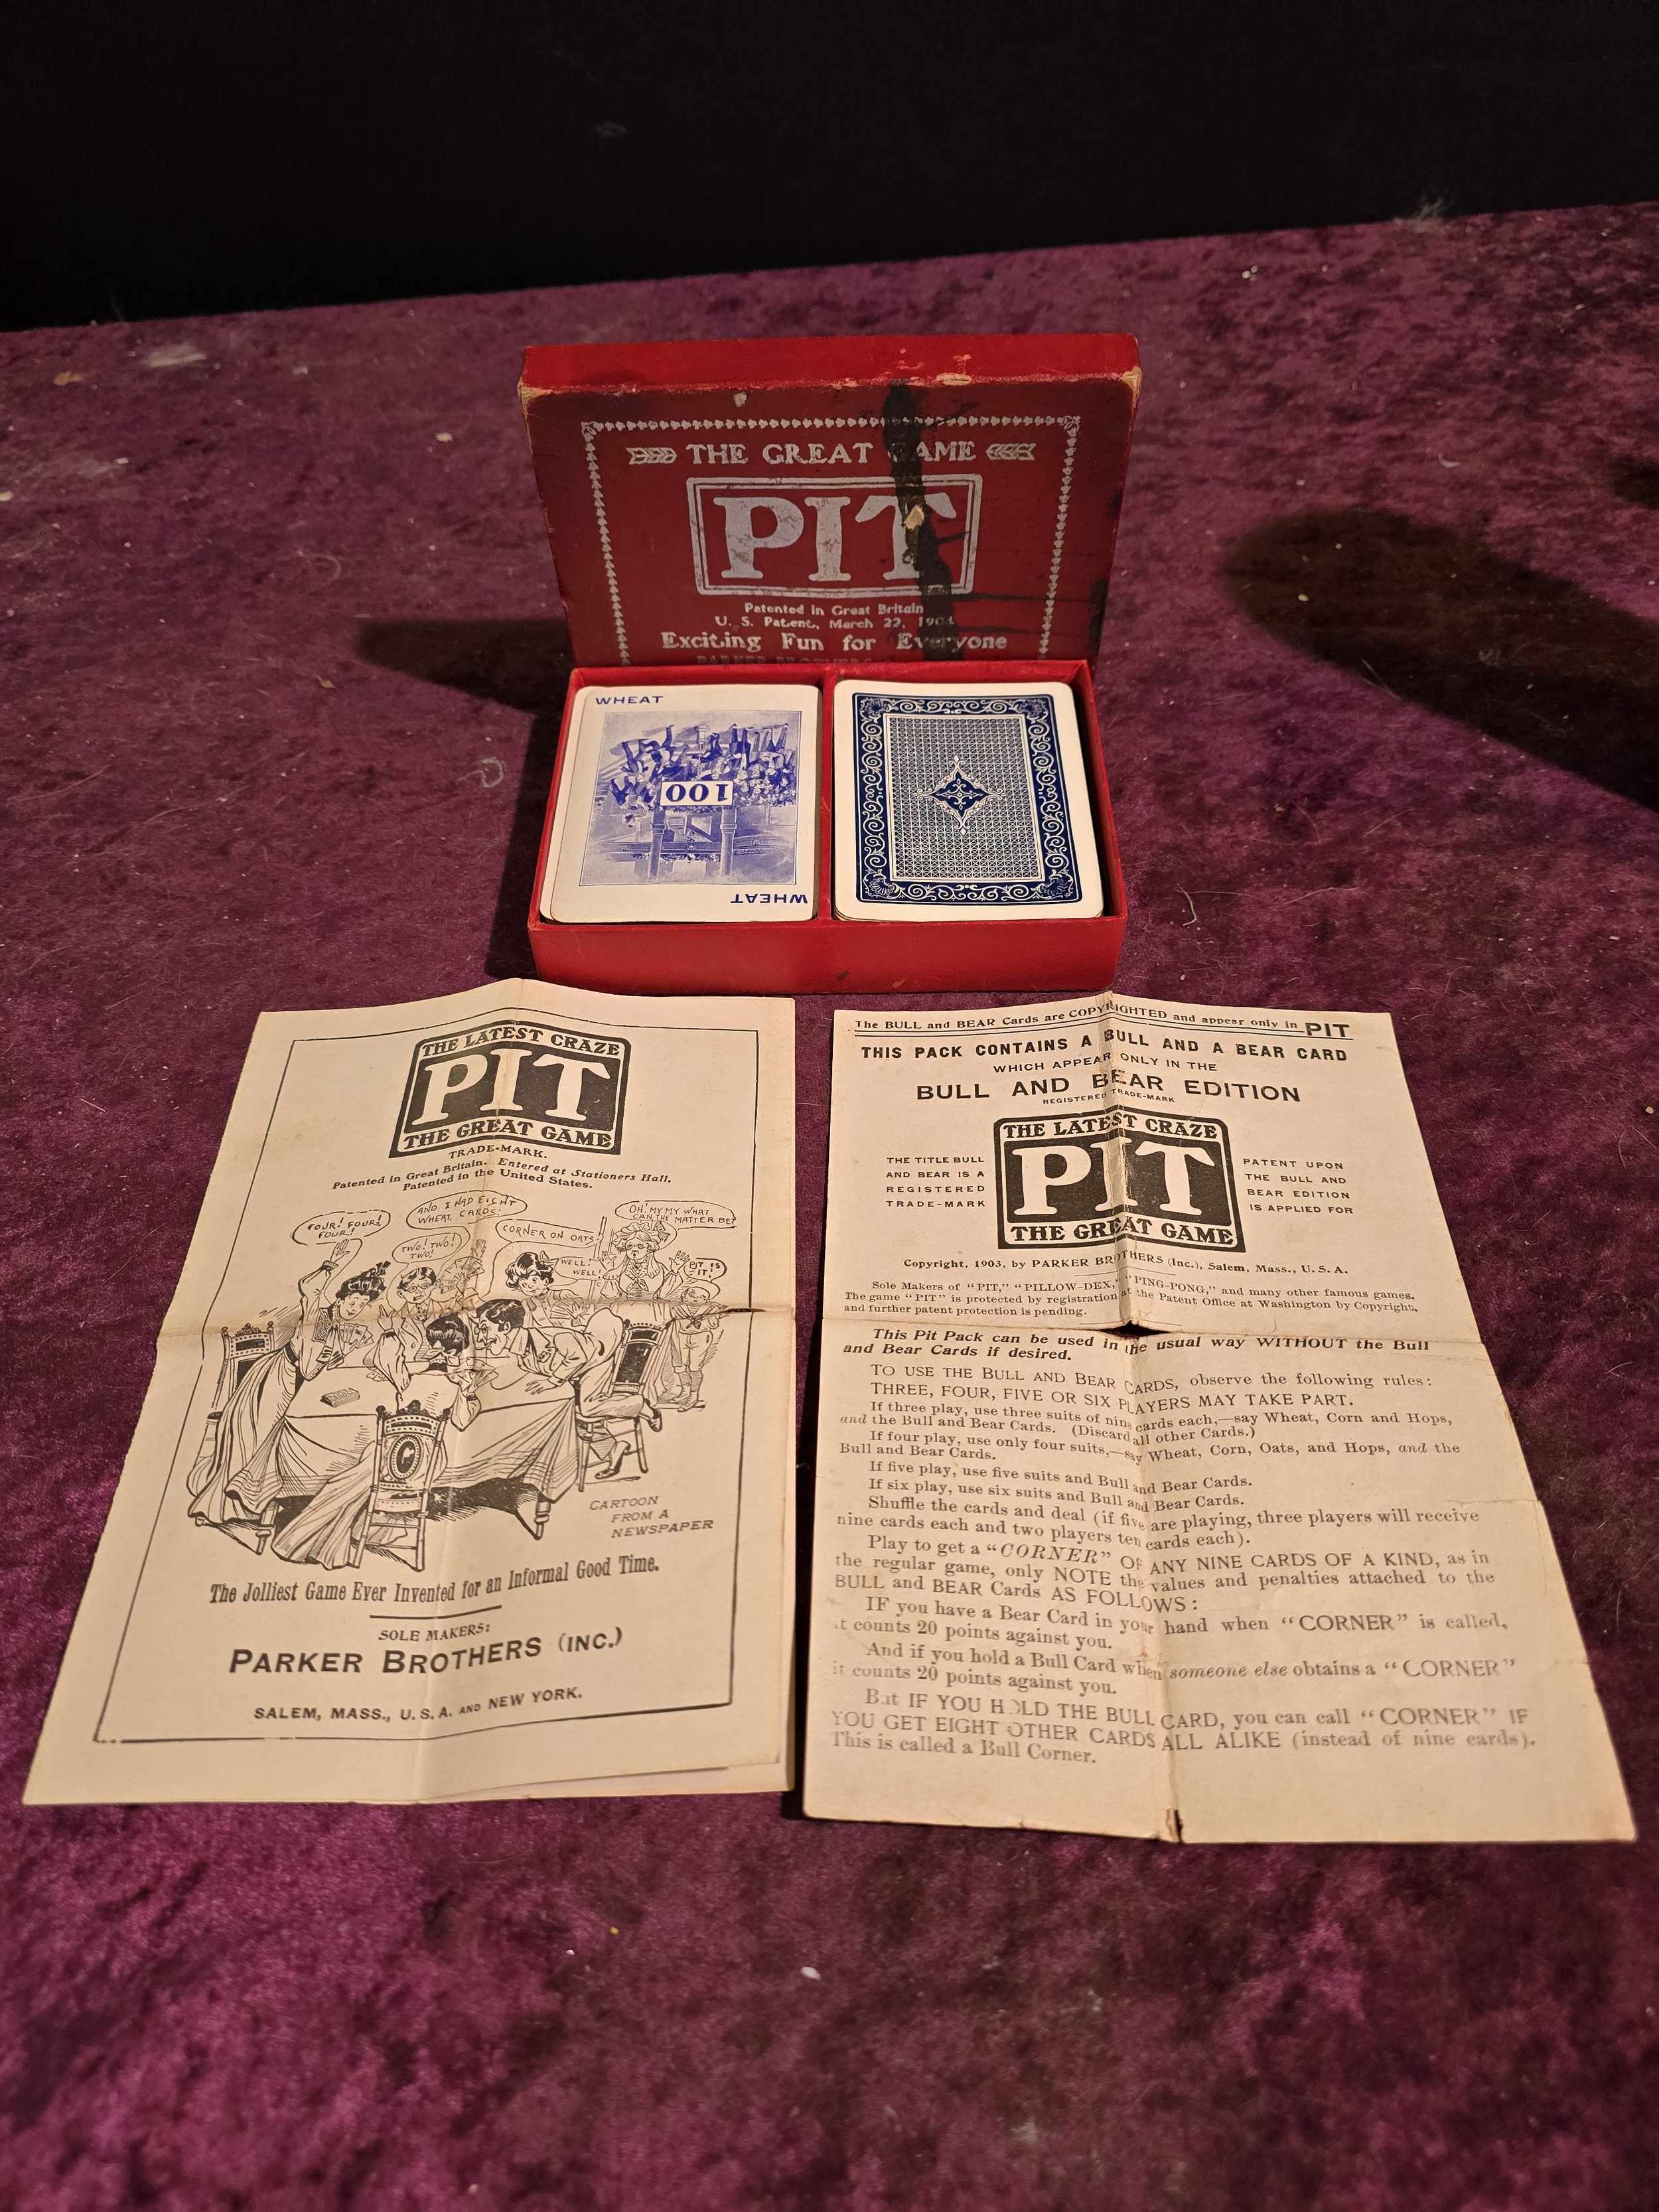 THE GREAT GAME
PIT
Patented in Great Britain
U. S. Patent, March 22, 1904
Exciting Fun for Everyone
PARKER BROTHERS
WHEAT
100
WHEAT
THE LATEST CRAZE
PIT
THE GREAT GAME
TRADE-MARK.
Patented in Great Britain. Entered at Stationers Hall.
Patented in the United States.
FOUR! FOUR!
FOUR!
AND I HAD EIGHT
WHEAT, CARDS:
TWO! TWO!
TWO!
CORNER ON OATS!
WELL!
WELL!
OH! MY MY WHAT
CAN THE MATTER BE?
PIT IS
IT!
CARTOON
FROM A
NEWSPAPER
The Jolliest Game Ever Invented for an Informal Good Time.
SOLE MAKERS:
PARKER BROTHERS (INC.)
SALEM, MASS., U.S.A. AND NEW YORK.
The BULL and BEAR Cards are COPYRIGHTED and appear only in PIT
THIS PACK CONTAINS A BULL AND A BEAR CARD
WHICH APPEAR ONLY IN THE
BULL AND BEAR EDITION
REGISTERED TRADE-MARK
THE TITLE BULL
AND BEAR IS A
REGISTERED
TRADE-MARK
THE LATEST CRAZE
PIT
THE GREAT GAME
PATENT UPON
THE BULL AND
BEAR EDITION
IS APPLIED FOR
Copyright, 1903, by PARKER BROTHERS (Inc.), Salem, Mass., U.S.A.
Sole Makers of "PIT," "PILLOW-DEX," "PING-PONG," and many other famous games.
The game "PIT" is protected by registration at the Patent Office at Washington by Copyright,
and further patent protection is pending.
This Pit Pack can be used in the usual way WITHOUT the Bull
and Bear Cards if desired.
TO USE THE BULL AND BEAR CARDS, observe the following rules:
THREE, FOUR, FIVE OR SIX PLAYERS MAY TAKE PART.
If three play, use three suits of nine cards each,—say Wheat, Corn and Hops,
and the Bull and Bear Cards. (Discard all other Cards.)
If four play, use only four suits,—say Wheat, Corn, Oats, and Hops, and the
Bull and Bear Cards.
If five play, use five suits and Bull and Bear Cards.
If six play, use six suits and Bull and Bear Cards.
Shuffle the cards and deal (if five are playing, three players will receive
nine cards each and two players ten cards each).
Play to get a "CORNER" OF ANY NINE CARDS OF A KIND, as in
the regular game, only NOTE the values and penalties attached to the
BULL and BEAR Cards AS FOLLOWS:
IF you have a Bear Card in your hand when "CORNER" is called,
it counts 20 points against you.
And if you hold a Bull Card when someone else obtains a "CORNER"
it counts 20 points against you.
But IF YOU HOLD THE BULL CARD, you can call "CORNER" IF
YOU GET EIGHT OTHER CARDS ALL ALIKE (instead of nine cards).
This is called a Bull Corner.